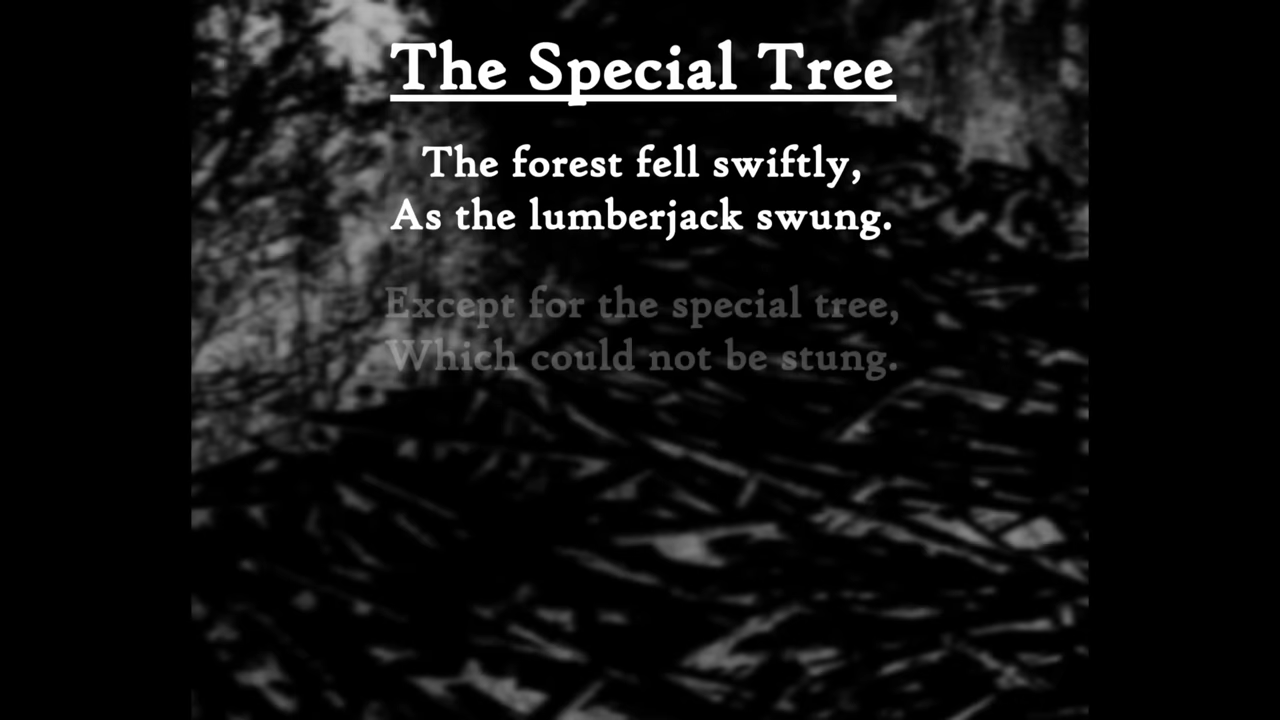 The Special Tree
The forest fell swiftly,
As the lumberjack swung.
Except for the special tree,
Which could not be stung.